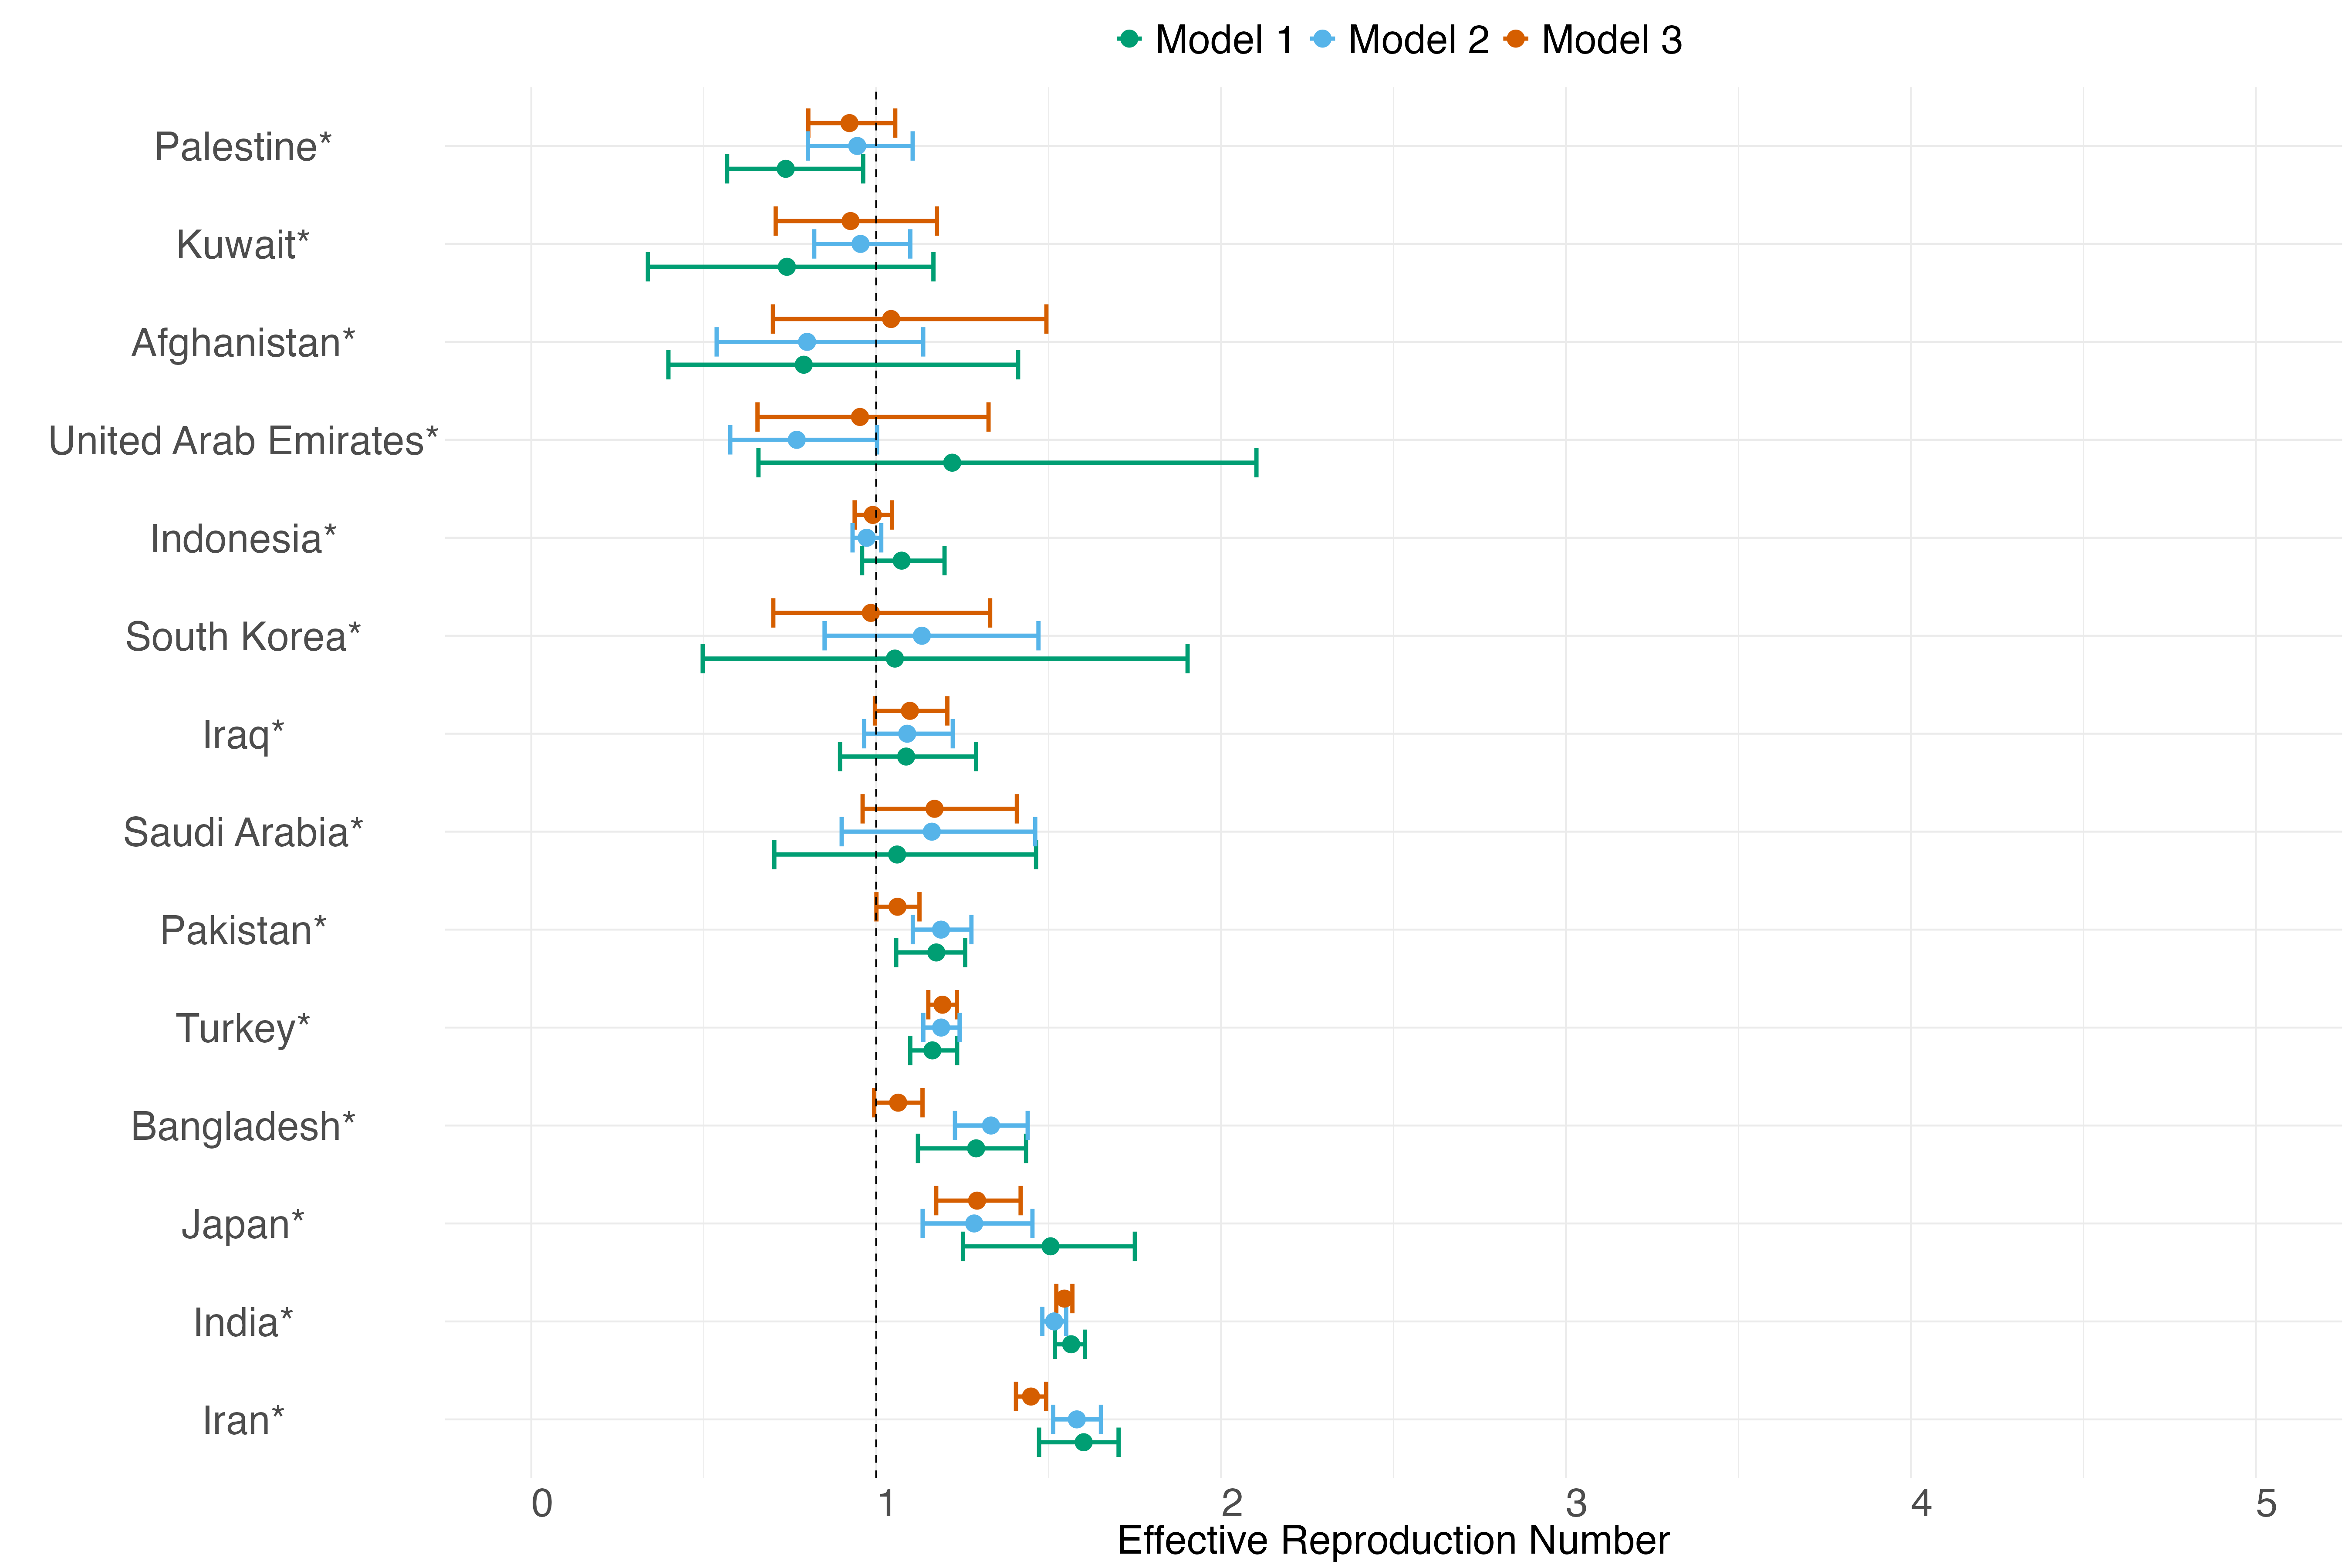 Model 1 Model 2 Model 3
Palestine*
Kuwait*
Afghanistan*
United Arab Emirates*
Indonesia*
South Korea*
Iraq*
Saudi Arabia*
Pakistan*
Turkey*
Bangladesh*
Japan*
India*
Iran*
0 1 2 3 4 5
Effective Reproduction Number